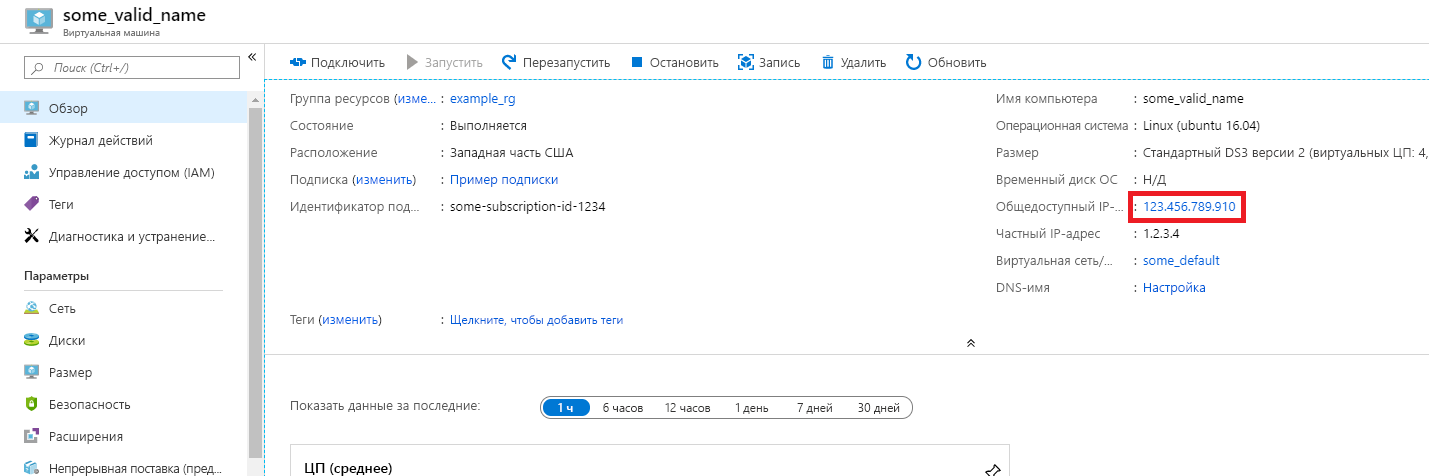 some_valid_name
Виртуальная машина
Поиск (Ctrl+/)
Обзор
Журнал действий
Управление доступом (IAM)
Теги
Диагностика и устранение...
Параметры
Сеть
Диски
Размер
Безопасность
Расширения
Непрерывная поставка (пред...
Подключить Запустить Перезапустить Остановить Запись Удалить Обновить
Группа ресурсов (изме... : example_rg
Состояние : Выполняется
Расположение : Западная часть США
Подписка (изменить) : Пример подписки
Идентификатор под... : some-subscription-id-1234
Теги (изменить) : Щелкните, чтобы добавить теги
Имя компьютера : some_valid_name
Операционная система : Linux (ubuntu 16.04)
Размер : Стандартный DS3 версии 2 (виртуальных ЦП: 4,
Временный диск ОС : Н/Д
Общедоступный IP-... : 123.456.789.910
Частный IP-адрес : 1.2.3.4
Виртуальная сеть/... : some_default
DNS-имя : Настройка
Показать данные за последние: 1 ч 6 часов 12 часов 1 день 7 дней 30 дней
ЦП (среднее)